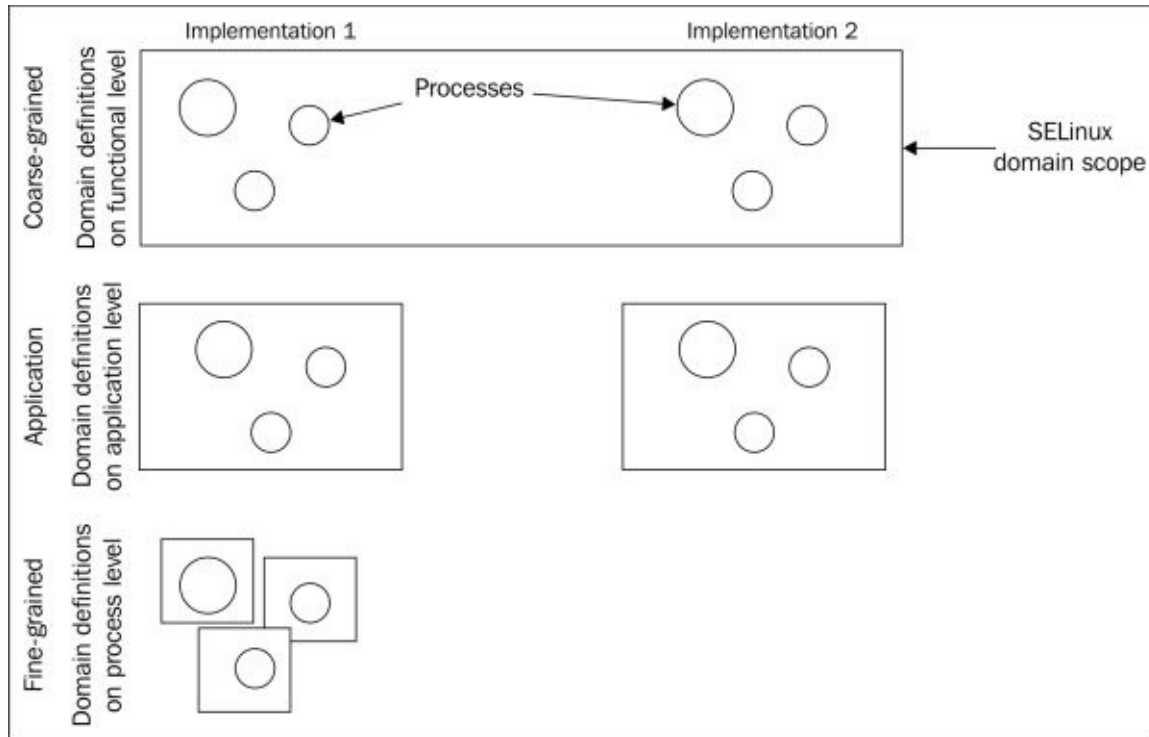 Implementation 1
Implementation 2
Coarse-grained
Domain definitions
on functional level
Processes
SELinux
domain scope
Application
Domain definitions
on application level
Fine-grained
Domain definitions
on process level